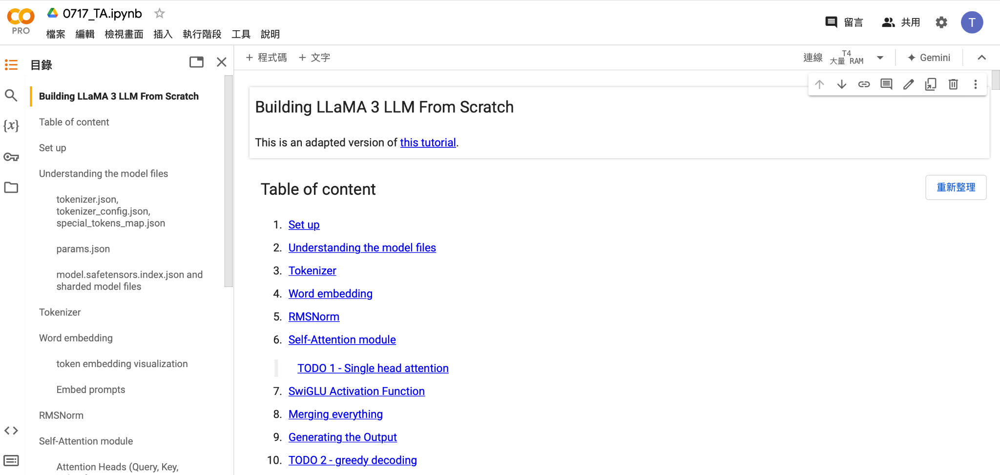 CO
PRO
0717_TA.ipynb
檔案 編輯 檢視畫面 插入 執行階段 工具 說明
留言 共用 T
目錄
+ 程式碼 + 文字
連線 T4
大量 RAM
Gemini
Building LLaMA 3 LLM From Scratch
Table of content
Set up
Understanding the model files
tokenizer.json,
tokenizer_config.json,
special_tokens_map.json
params.json
model.safetensors.index.json and
sharded model files
Tokenizer
Word embedding
token embedding visualization
Embed prompts
RMSNorm
Self-Attention module
Attention Heads (Query, Key,
{x}
Building LLaMA 3 LLM From Scratch
This is an adapted version of this tutorial.
Table of content
重新整理
1. Set up
2. Understanding the model files
3. Tokenizer
4. Word embedding
5. RMSNorm
6. Self-Attention module
TODO 1 - Single head attention
7. SwiGLU Activation Function
8. Merging everything
9. Generating the Output
10. TODO 2 - greedy decoding